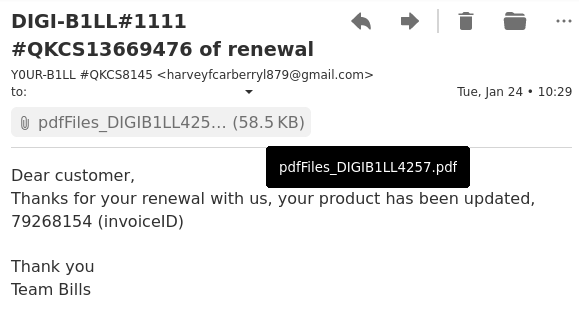 DIGI-B1LL#1111
#QKCS13669476 of renewal
Y0UR-B1LL #QKCS8145 <harveyfcarberryl879@gmail.com>
to:
Tue, Jan 24 • 10:29
pdfFiles_DIGIB1LL425... (58.5 KB)
pdfFiles_DIGIB1LL4257.pdf
Dear customer,
Thanks for your renewal with us, your product has been updated,
79268154 (invoiceID)
Thank you
Team Bills